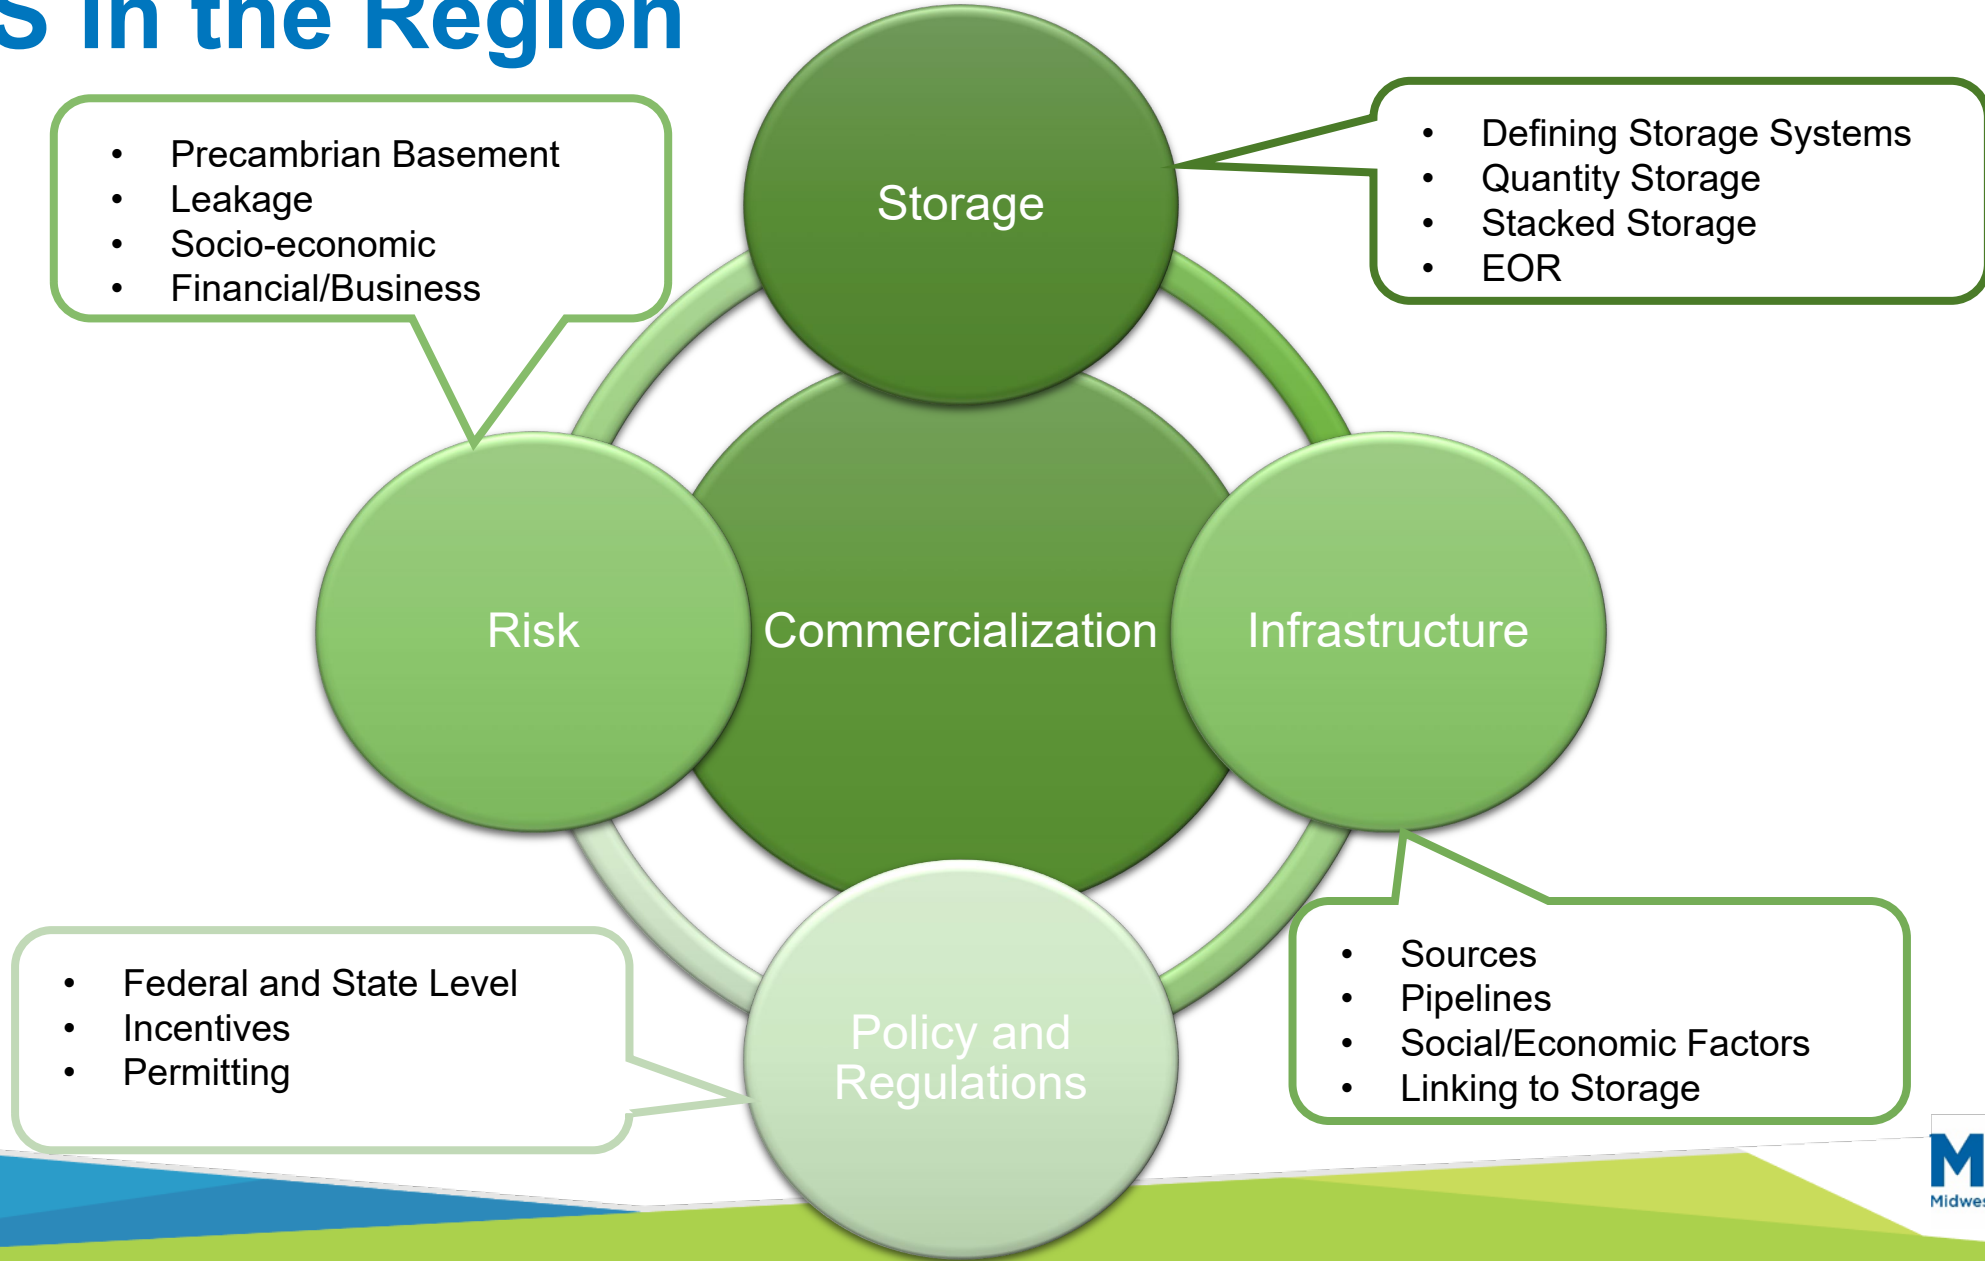 S in the Region
Storage
• Precambrian Basement
• Leakage
• Socio-economic
• Financial/Business
• Defining Storage Systems
• Quantity Storage
• Stacked Storage
• EOR
Risk
Commercialization
Infrastructure
• Federal and State Level
• Incentives
• Permitting
Policy and
Regulations
• Sources
• Pipelines
• Social/Economic Factors
• Linking to Storage
M
Midwes